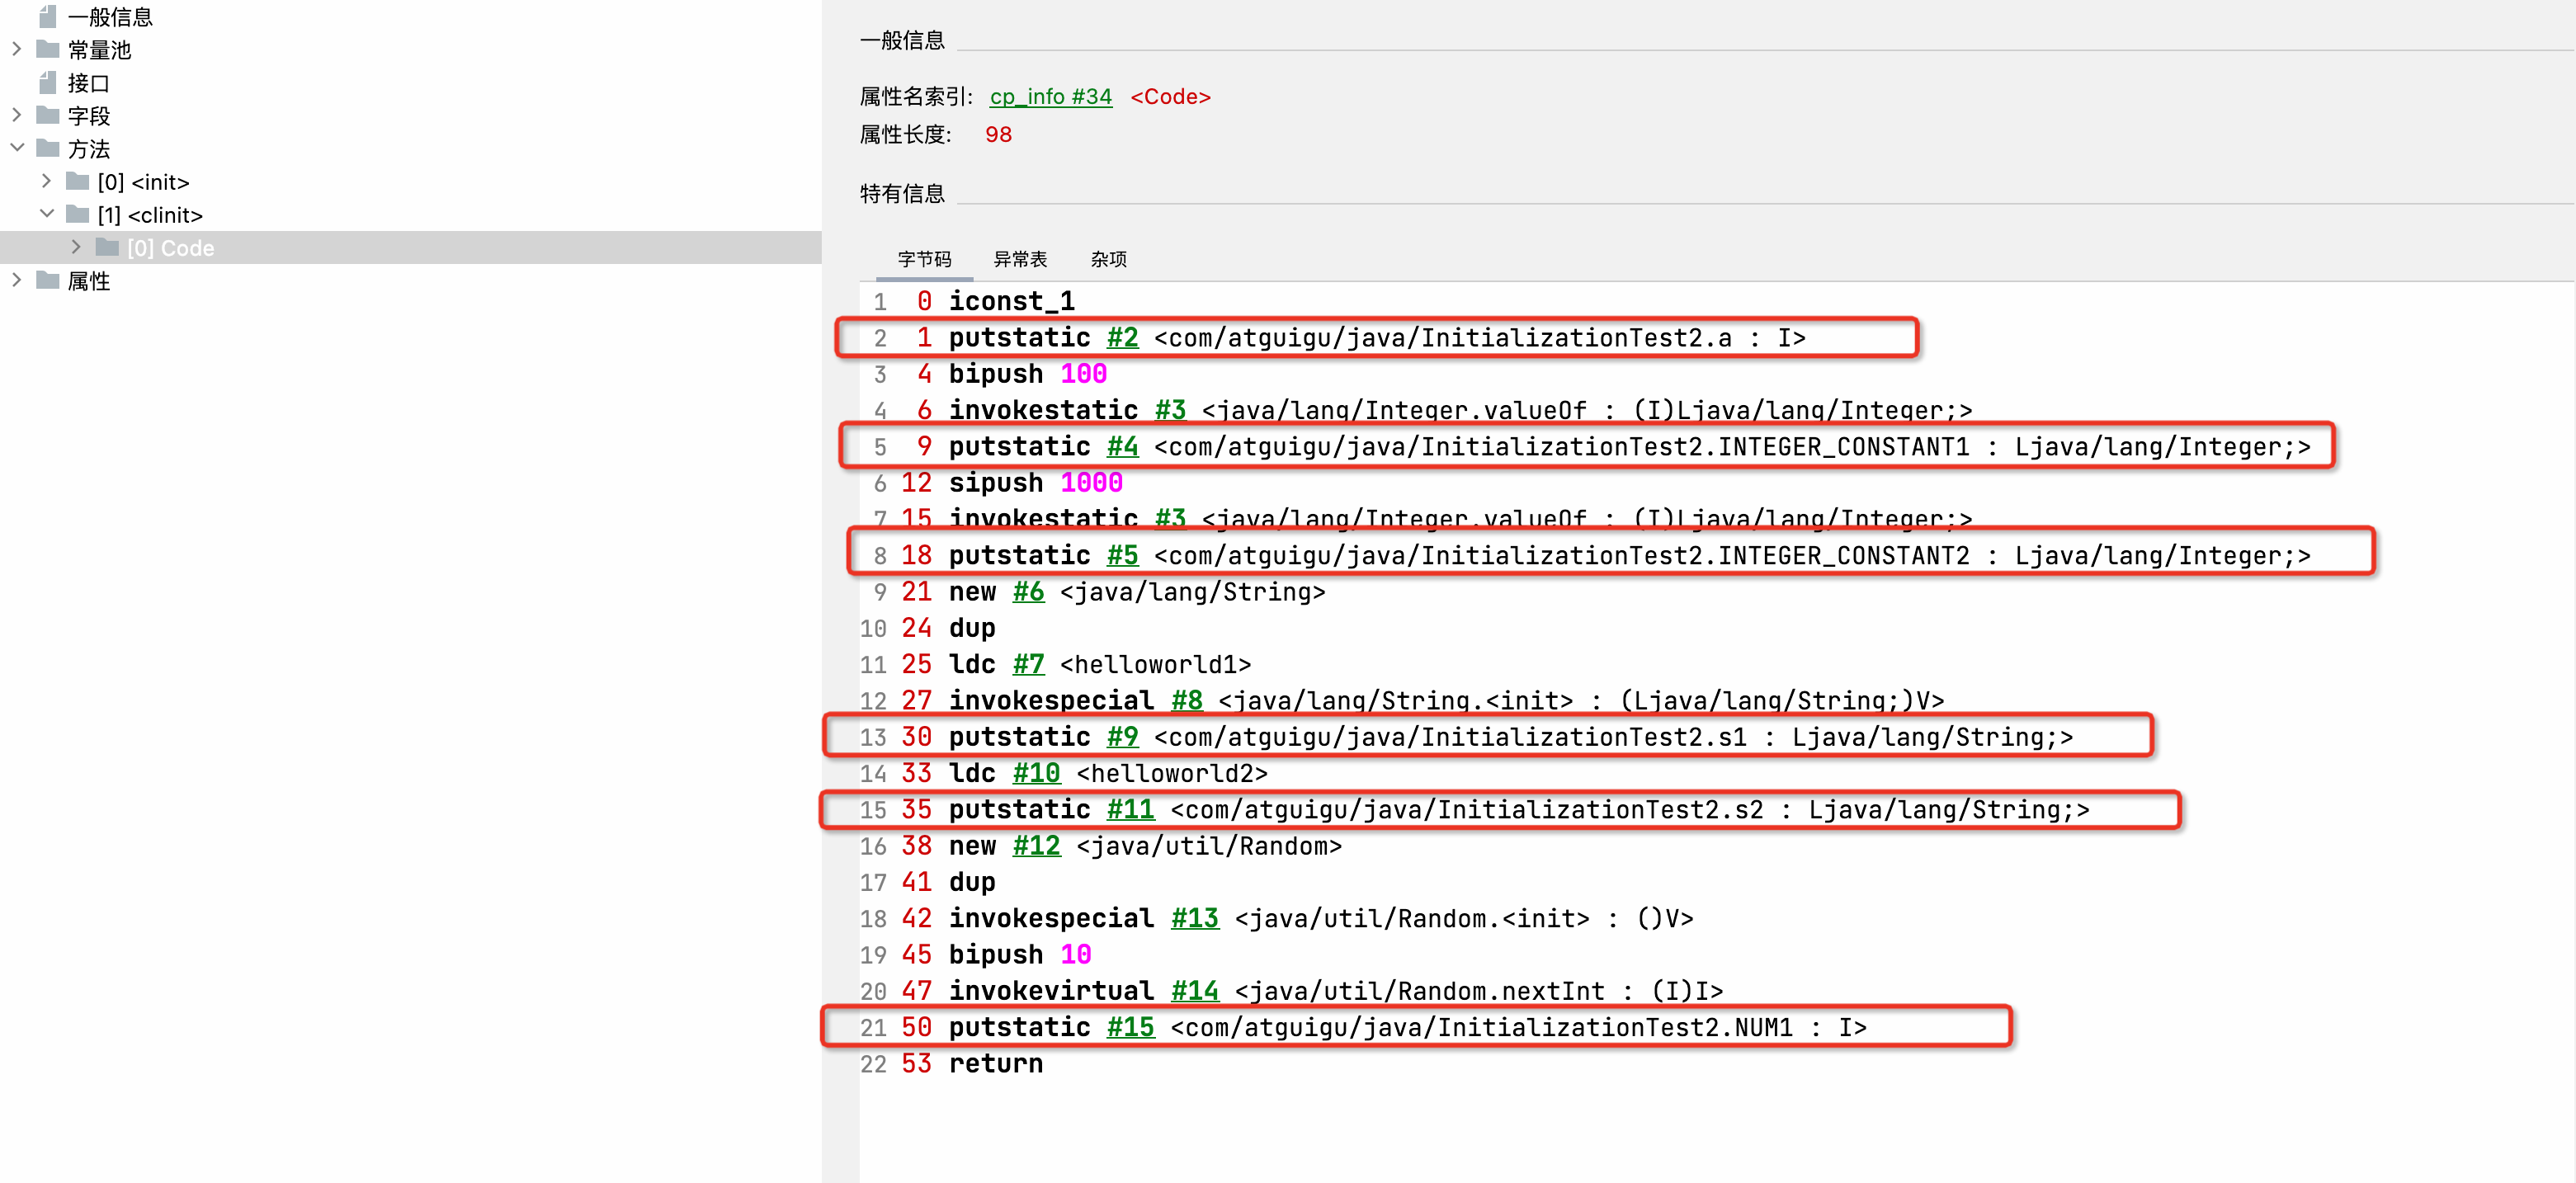 一般信息
常量池
接口
字段
方法
[0] <init>
[1] <clinit>
[0] Code
属性
一般信息
属性名索引: cp_info #34 <Code>
属性长度: 98
特有信息
字节码 异常表 杂项
1 0 iconst_1
2 1 putstatic #2 <com/atguigu/java/InitializationTest2.a : I>
3 4 bipush 100
4 6 invokestatic #3 <java/lang/Integer.valueOf : (I)Ljava/lang/Integer;>
5 9 putstatic #4 <com/atguigu/java/InitializationTest2.INTEGER_CONSTANT1 : Ljava/lang/Integer;>
6 12 sipush 1000
7 15 invokestatic #3 <java/lang/Integer.valueOf : (I)Ljava/lang/Integer;>
8 18 putstatic #5 <com/atguigu/java/InitializationTest2.INTEGER_CONSTANT2 : Ljava/lang/Integer;>
9 21 new #6 <java/lang/String>
10 24 dup
11 25 ldc #7 <helloworld1>
12 27 invokespecial #8 <java/lang/String.<init> : (Ljava/lang/String;)V>
13 30 putstatic #9 <com/atguigu/java/InitializationTest2.s1 : Ljava/lang/String;>
14 33 ldc #10 <helloworld2>
15 35 putstatic #11 <com/atguigu/java/InitializationTest2.s2 : Ljava/lang/String;>
16 38 new #12 <java/util/Random>
17 41 dup
18 42 invokespecial #13 <java/util/Random.<init> : ()V>
19 45 bipush 10
20 47 invokevirtual #14 <java/util/Random.nextInt : (I)I>
21 50 putstatic #15 <com/atguigu/java/InitializationTest2.NUM1 : I>
22 53 return